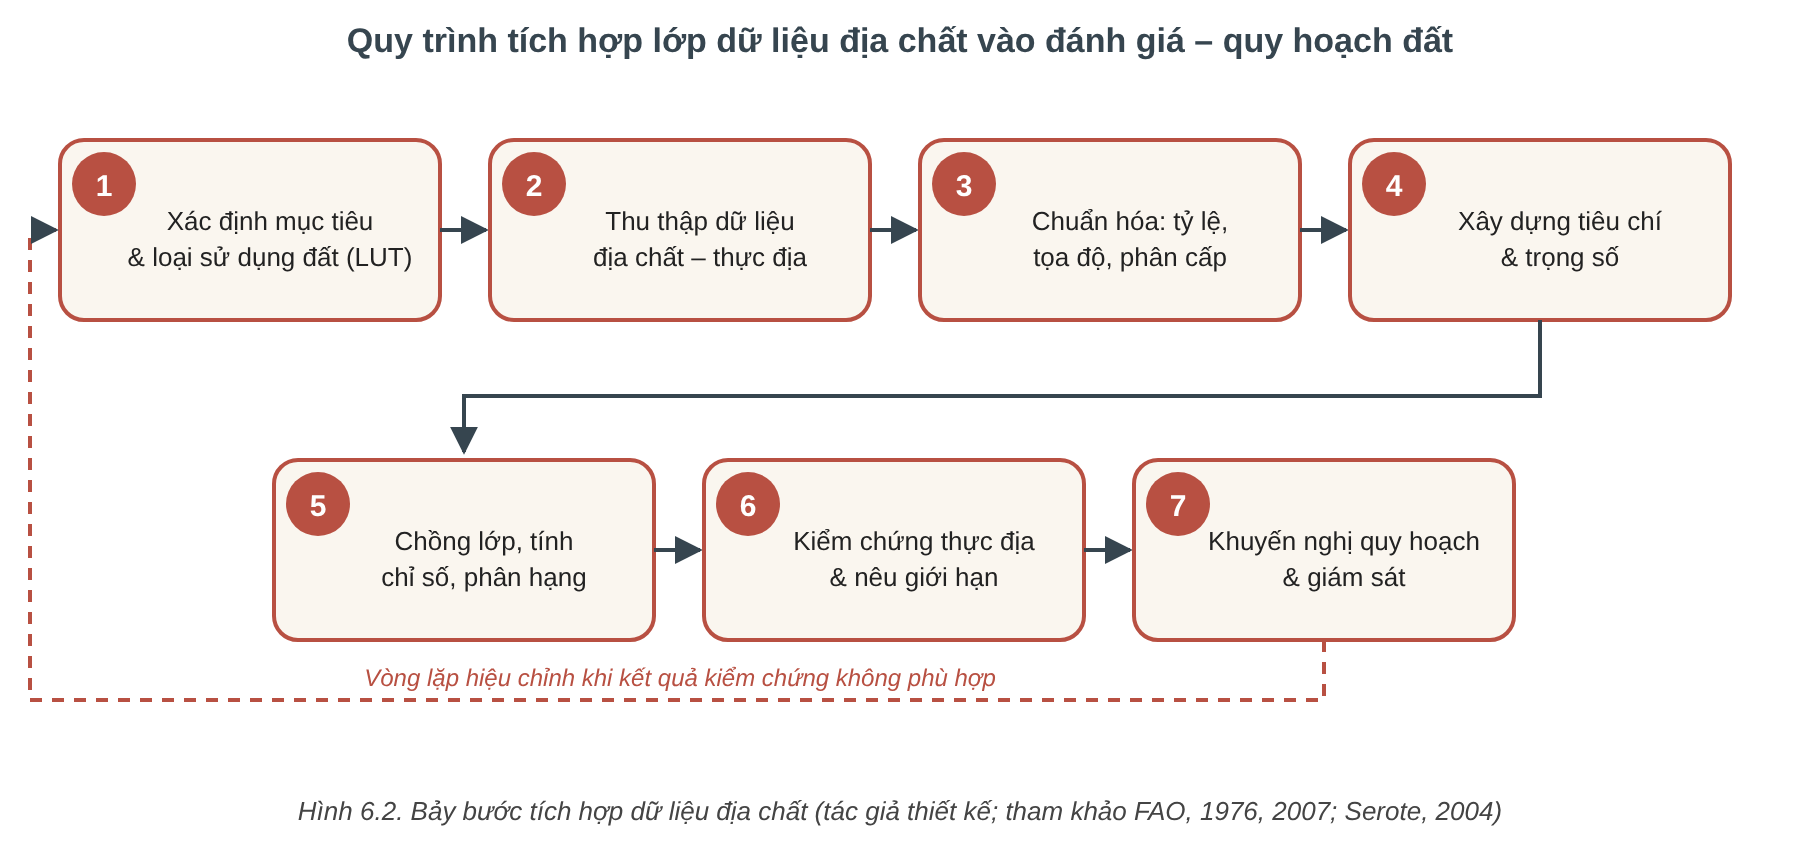 Quy trình tích hợp lớp dữ liệu địa chất vào đánh giá – quy hoạch đất
1
Xác định mục tiêu
& loại sử dụng đất (LUT)
2
Thu thập dữ liệu
địa chất – thực địa
3
Chuẩn hóa: tỷ lệ,
tọa độ, phân cấp
4
Xây dựng tiêu chí
& trọng số
5
Chồng lớp, tính
chỉ số, phân hạng
6
Kiểm chứng thực địa
& nêu giới hạn
7
Khuyến nghị quy hoạch
& giám sát
Vòng lặp hiệu chỉnh khi kết quả kiểm chứng không phù hợp
Hình 6.2. Bảy bước tích hợp dữ liệu địa chất (tác giả thiết kế; tham khảo FAO, 1976, 2007; Serote, 2004)